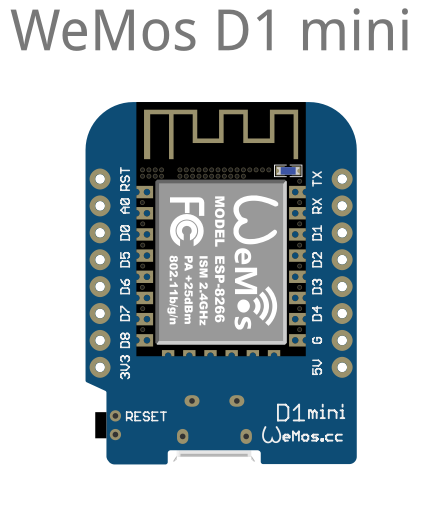 WeMos D1 mini
RST
A0
D0
D5
D6
D7
D8
3V3
TX
RX
D1
D2
D3
D4
G
5V
WeMos
MODEL ESP-8266
ISM 2.4GHz
PA +25dBm
802.11b/g/n
FC
RESET
D1 mini
WeMos.cc